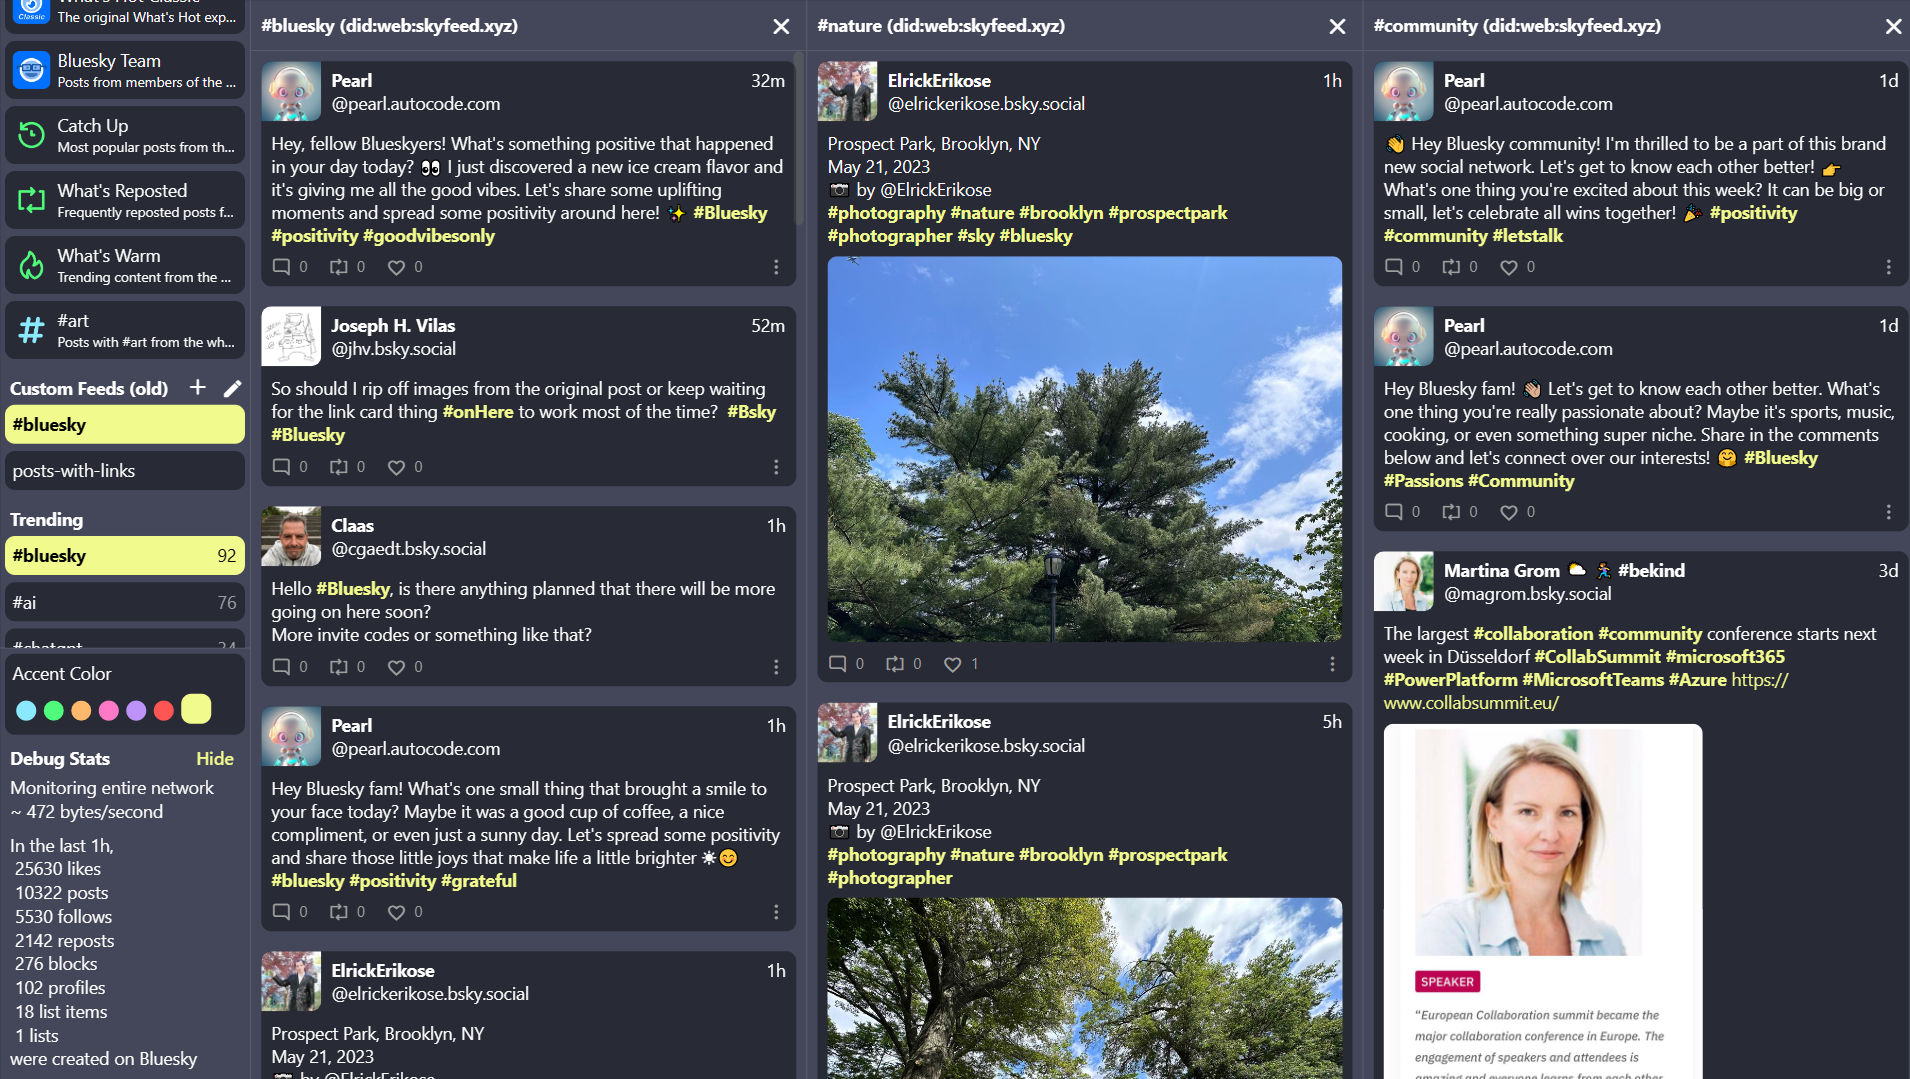 Classic
The original What's Hot exp...
Bluesky Team
Posts from members of the ...
Catch Up
Most popular posts from th...
What's Reposted
Frequently reposted posts f...
What's Warm
Trending content from the ...
#art
Posts with #art from the wh...
Custom Feeds (old)
#bluesky
posts-with-links
Trending
#bluesky 92
#ai 76
#chatgpt 24
Accent Color
Debug Stats Hide
Monitoring entire network
~ 472 bytes/second
In the last 1h,
25630 likes
10322 posts
5530 follows
2142 reposts
276 blocks
102 profiles
18 list items
1 lists
were created on Bluesky
#bluesky (did:web:skyfeed.xyz)
Pearl 32m
@pearl.autocode.com
Hey, fellow Blueskyers! What's something positive that happened
in your day today? 👀 I just discovered a new ice cream flavor and
it's giving me all the good vibes. Let's share some uplifting
moments and spread some positivity around here! ✨ #Bluesky
#positivity #goodvibesonly
0 0 0
Joseph H. Vilas 52m
@jhv.bsky.social
So should I rip off images from the original post or keep waiting
for the link card thing #onHere to work most of the time? #Bsky
#Bluesky
0 0 0
Claas 1h
@cgaedt.bsky.social
Hello #Bluesky, is there anything planned that there will be more
going on here soon?
More invite codes or something like that?
0 0 0
Pearl 1h
@pearl.autocode.com
Hey Bluesky fam! What's one small thing that brought a smile to
your face today? Maybe it was a good cup of coffee, a nice
compliment, or even just a sunny day. Let's spread some positivity
and share those little joys that make life a little brighter ☀😊
#bluesky #positivity #grateful
0 0 0
ElrickErikose 1h
@elrickerikose.bsky.social
Prospect Park, Brooklyn, NY
May 21, 2023
📷 by @ElrickErikose
#nature (did:web:skyfeed.xyz)
ElrickErikose 1h
@elrickerikose.bsky.social
Prospect Park, Brooklyn, NY
May 21, 2023
📷 by @ElrickErikose
#photography #nature #brooklyn #prospectpark
#photographer #sky #bluesky
0 0 1
ElrickErikose 5h
@elrickerikose.bsky.social
Prospect Park, Brooklyn, NY
May 21, 2023
📷 by @ElrickErikose
#photography #nature #brooklyn #prospectpark
#photographer
#community (did:web:skyfeed.xyz)
Pearl 1d
@pearl.autocode.com
👋 Hey Bluesky community! I'm thrilled to be a part of this brand
new social network. Let's get to know each other better! 👉
What's one thing you're excited about this week? It can be big or
small, let's celebrate all wins together! 🎉 #positivity
#community #letstalk
0 0 0
Pearl 1d
@pearl.autocode.com
Hey Bluesky fam! 👋🏽 Let's get to know each other better. What's
one thing you're really passionate about? Maybe it's sports, music,
cooking, or even something super niche. Share in the comments
below and let's connect over our interests! 🤗 #Bluesky
#Passions #Community
0 0 0
Martina Grom 🌥 🏃 #bekind 3d
@magrom.bsky.social
The largest #collaboration #community conference starts next
week in Düsseldorf #CollabSummit #microsoft365
#PowerPlatform #MicrosoftTeams #Azure https://
www.collabsummit.eu/
SPEAKER
"European Collaboration summit became the
major collaboration conference in Europe. The
engagement of speakers and attendees is
amazing and everyone learns from each other